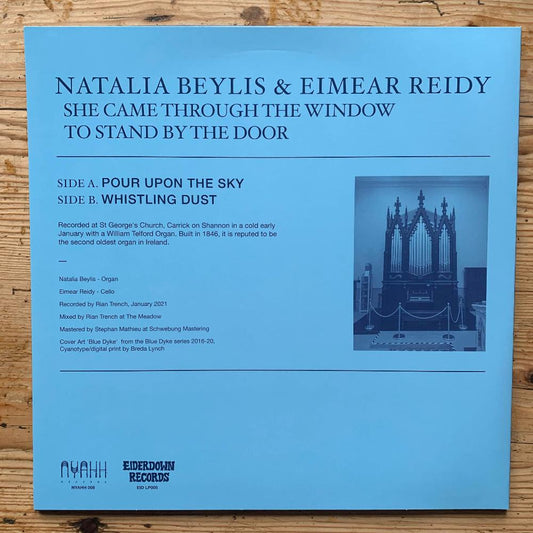 NATALIA BEYLIS & EIMEAR REIDY
SHE CAME THROUGH THE WINDOW
TO STAND BY THE DOOR
SIDE A. POUR UPON THE SKY
SIDE B. WHISTLING DUST
Recorded at St George's Church, Carrick on Shannon in a cold early
January with a William Telford Organ. Built in 1846, it is reputed to be
the second oldest organ in Ireland.
—
Natalia Beylis - Organ
Eimear Reidy - Cello
Recorded by Rian Trench, January 2021
Mixed by Rian Trench at The Meadow
Mastered by Stephan Mathieu at Schwebung Mastering
Cover Art 'Blue Dyke' from the Blue Dyke series 2016-20,
Cyanotype/digital print by Breda Lynch
NYAHH
RECORDS
EIDERDOWN
RECORDS